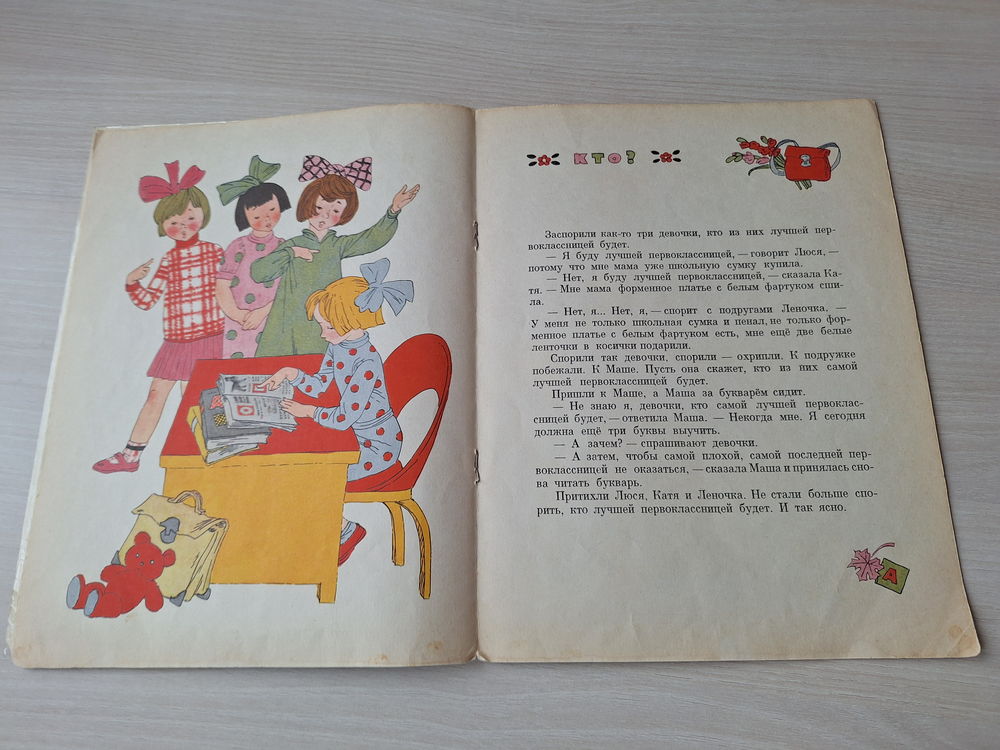 КТО?
Заспорили как-то три девочки, кто из них лучшей пер-
воклассницей будет.
— Я буду лучшей первоклассницей, — говорит Люся, —
потому что мне мама уже школьную сумку купила.
— Нет, я буду лучшей первоклассницей, — сказала Ка-
тя. — Мне мама форменное платье с белым фартуком сши-
ла.
— Нет, я... Нет, я, — спорит с подругами Леночка. —
У меня не только школьная сумка и пенал, не только фор-
менное платье с белым фартуком есть, мне ещё две белые
ленточки в косички подарили.
Спорили так девочки, спорили — охрипли. К подружке
побежали. К Маше. Пусть она скажет, кто из них самой
лучшей первоклассницей будет.
Пришли к Маше, а Маша за букварём сидит.
— Не знаю я, девочки, кто самой лучшей первоклас-
сницей будет, — ответила Маша. — Некогда мне. Я сегодня
должна ещё три буквы выучить.
— А зачем? — спрашивают девочки.
— А затем, чтобы самой плохой, самой последней пер-
воклассницей не оказаться, — сказала Маша и принялась сно-
ва читать букварь.
Притихли Люся, Катя и Леночка. Не стали больше спо-
рить, кто лучшей первоклассницей будет. И так ясно.
А